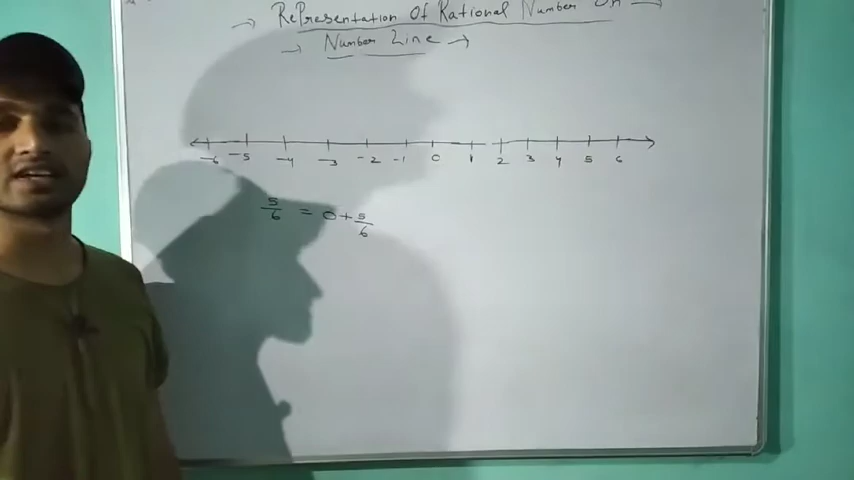 → Representation Of Rational Number On →
→ Number Line →
-6 -5 -4 -3 -2 -1 0 1 2 3 4 5 6
5/6 = 0 + 5/6